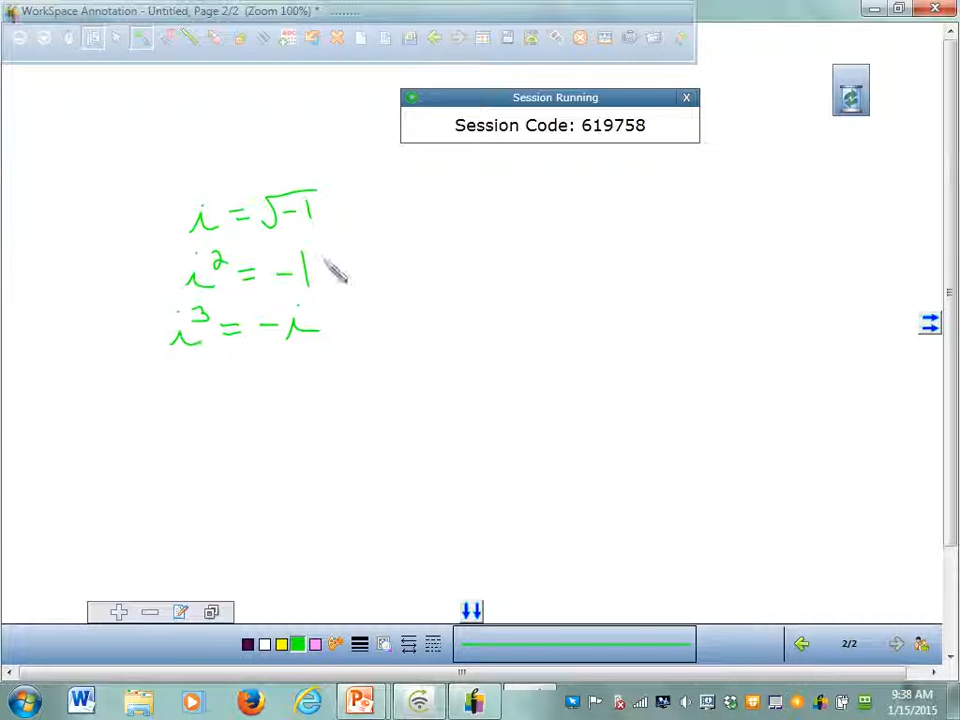 WorkSpace Annotation - Untitled, Page 2/2 (Zoom 100%) *
Session Running X
Session Code: 619758
i = √-1
i² = -1
i³ = -i
2/2
9:38 AM
1/15/2015